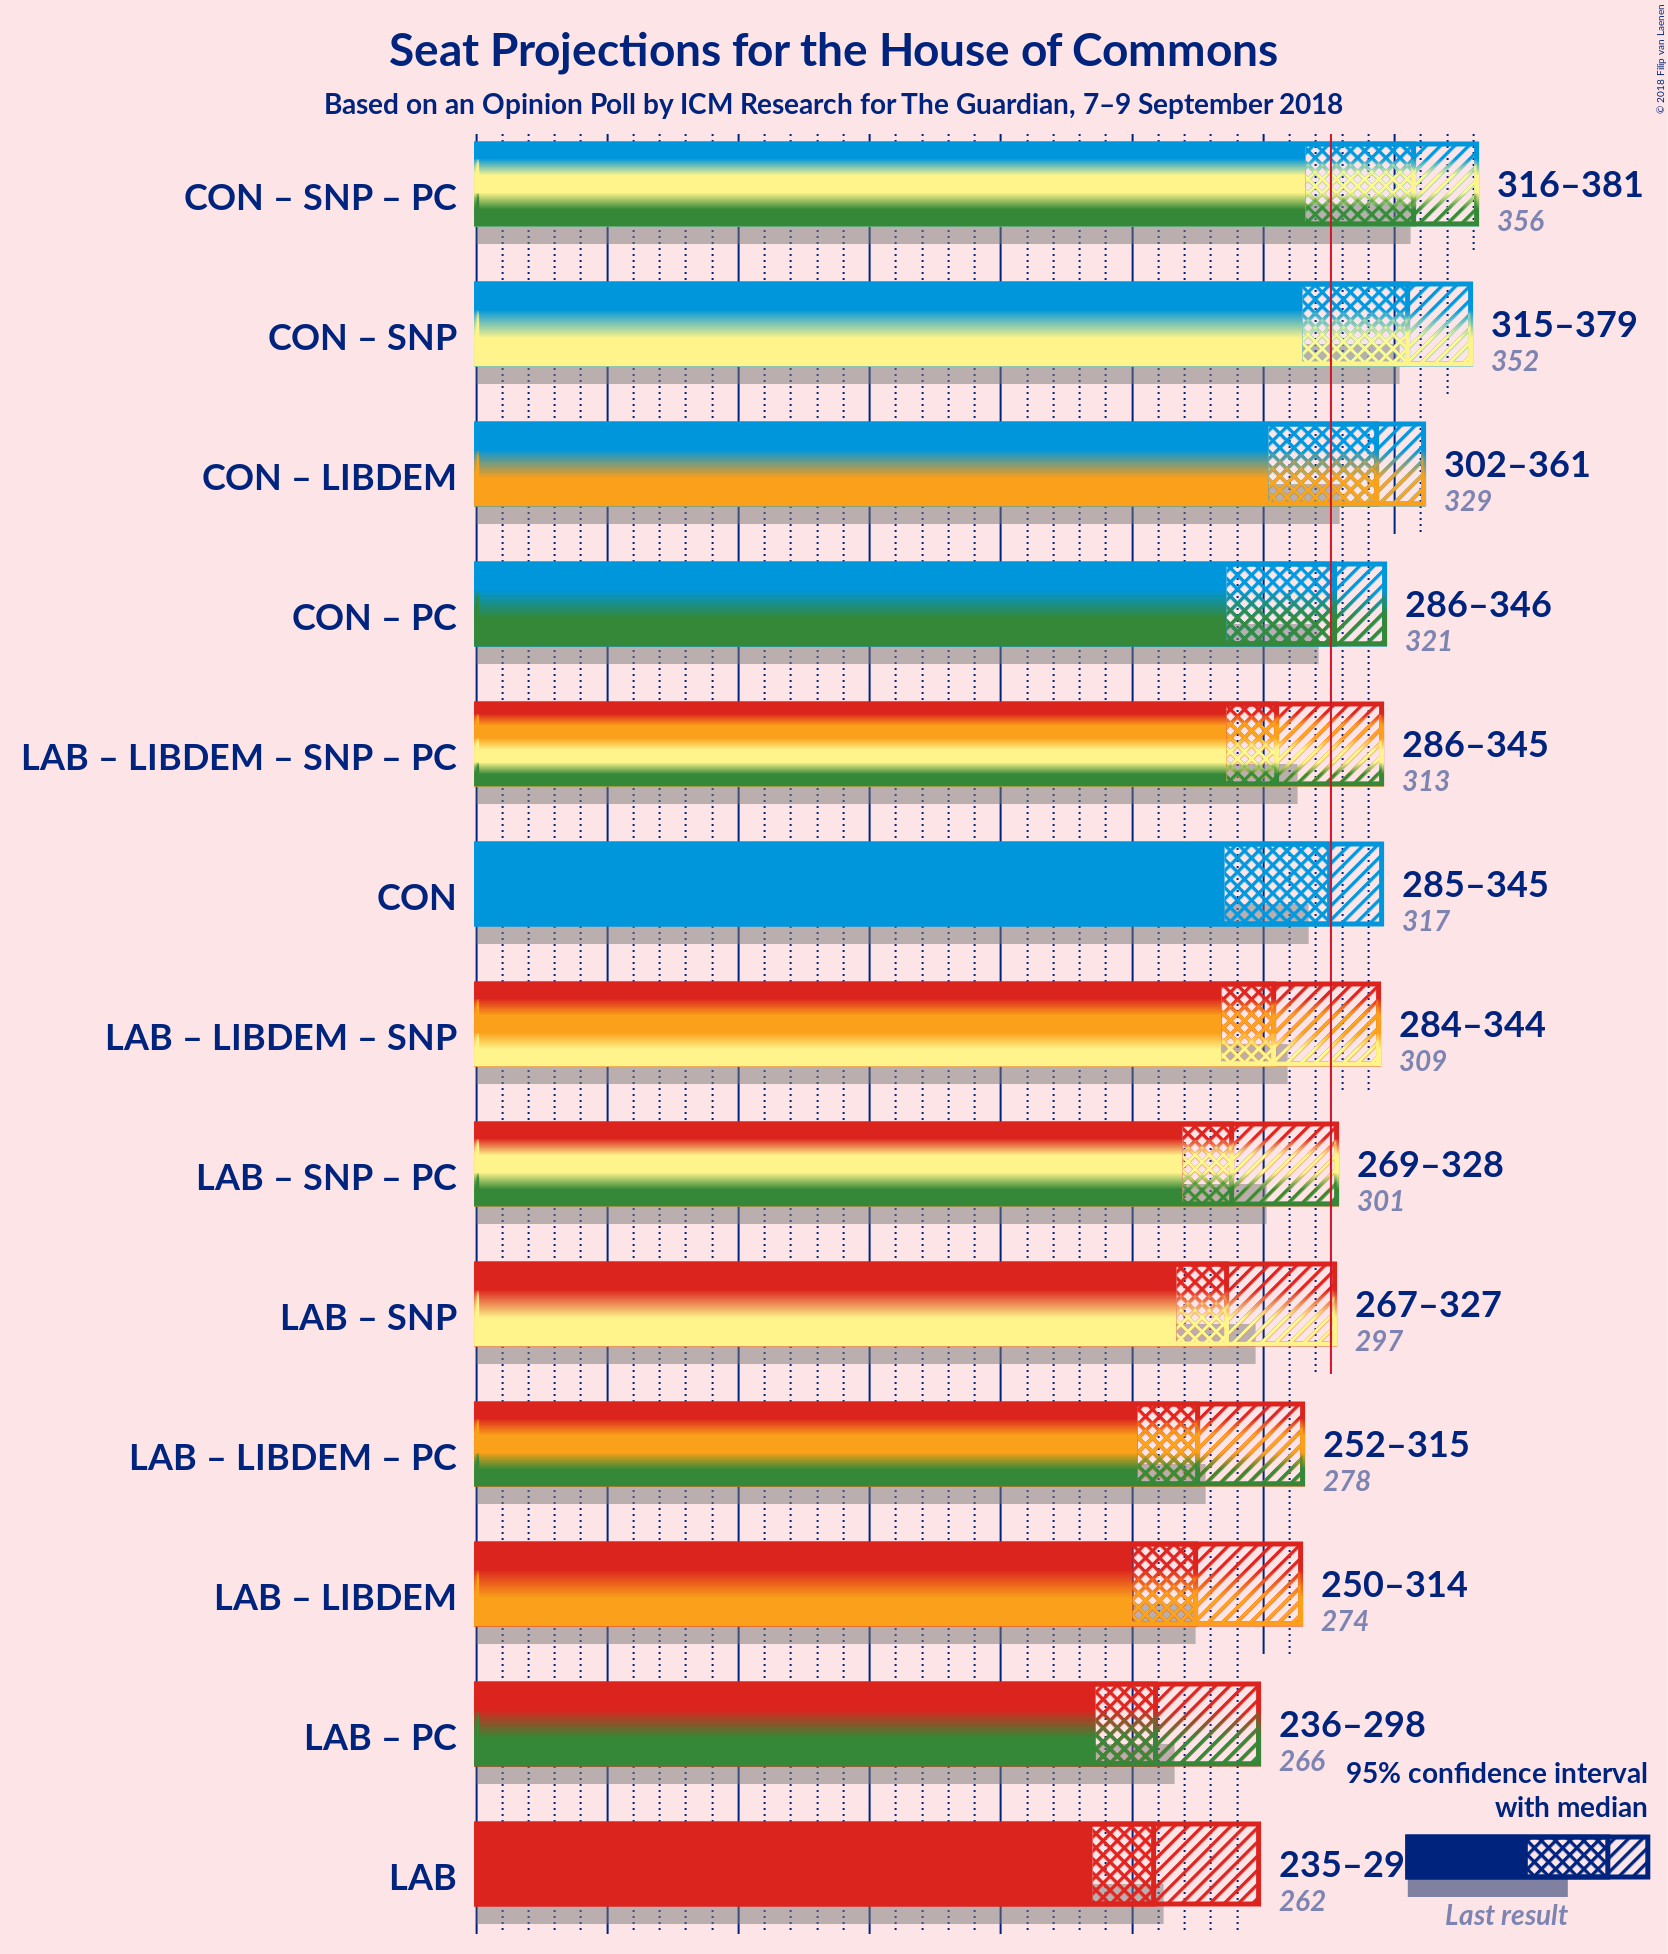 © 2018 Filip van Laenen
Seat Projections for the House of Commons
Based on an Opinion Poll by ICM Research for The Guardian, 7–9 September 2018
CON – SNP – PC
316–381
356
CON – SNP
315–379
352
CON – LIBDEM
302–361
329
CON – PC
286–346
321
LAB – LIBDEM – SNP – PC
286–345
313
CON
285–345
317
LAB – LIBDEM – SNP
284–344
309
LAB – SNP – PC
269–328
301
LAB – SNP
267–327
297
LAB – LIBDEM – PC
252–315
278
LAB – LIBDEM
250–314
274
LAB – PC
236–298
266
95% confidence interval
with median
LAB
235–29
262
Last result